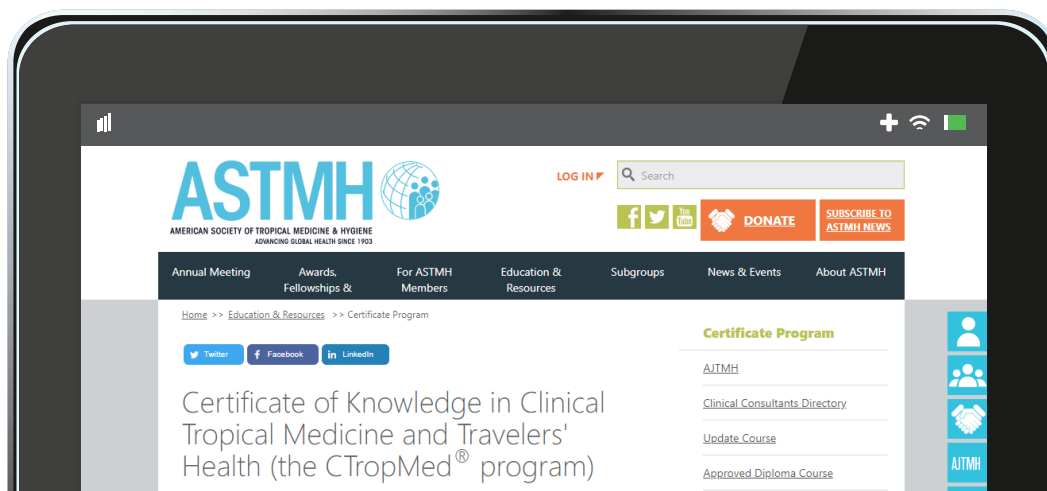 ASTMH
AMERICAN SOCIETY OF TROPICAL MEDICINE & HYGIENE
ADVANCING GLOBAL HEALTH SINCE 1903
LOG IN
Search
f
You
Tube
DONATE
SUBSCRIBE TO
ASTMH NEWS
Annual Meeting
Awards,
Fellowships &
For ASTMH
Members
Education &
Resources
Subgroups
News & Events
About ASTMH
Home >> Education & Resources >> Certificate Program
Twitter
f Facebook
in LinkedIn
Certificate of Knowledge in Clinical
Tropical Medicine and Travelers'
Health (the CTropMed® program)
Certificate Program
AJTMH
Clinical Consultants Directory
Update Course
Approved Diploma Course
AJTMH